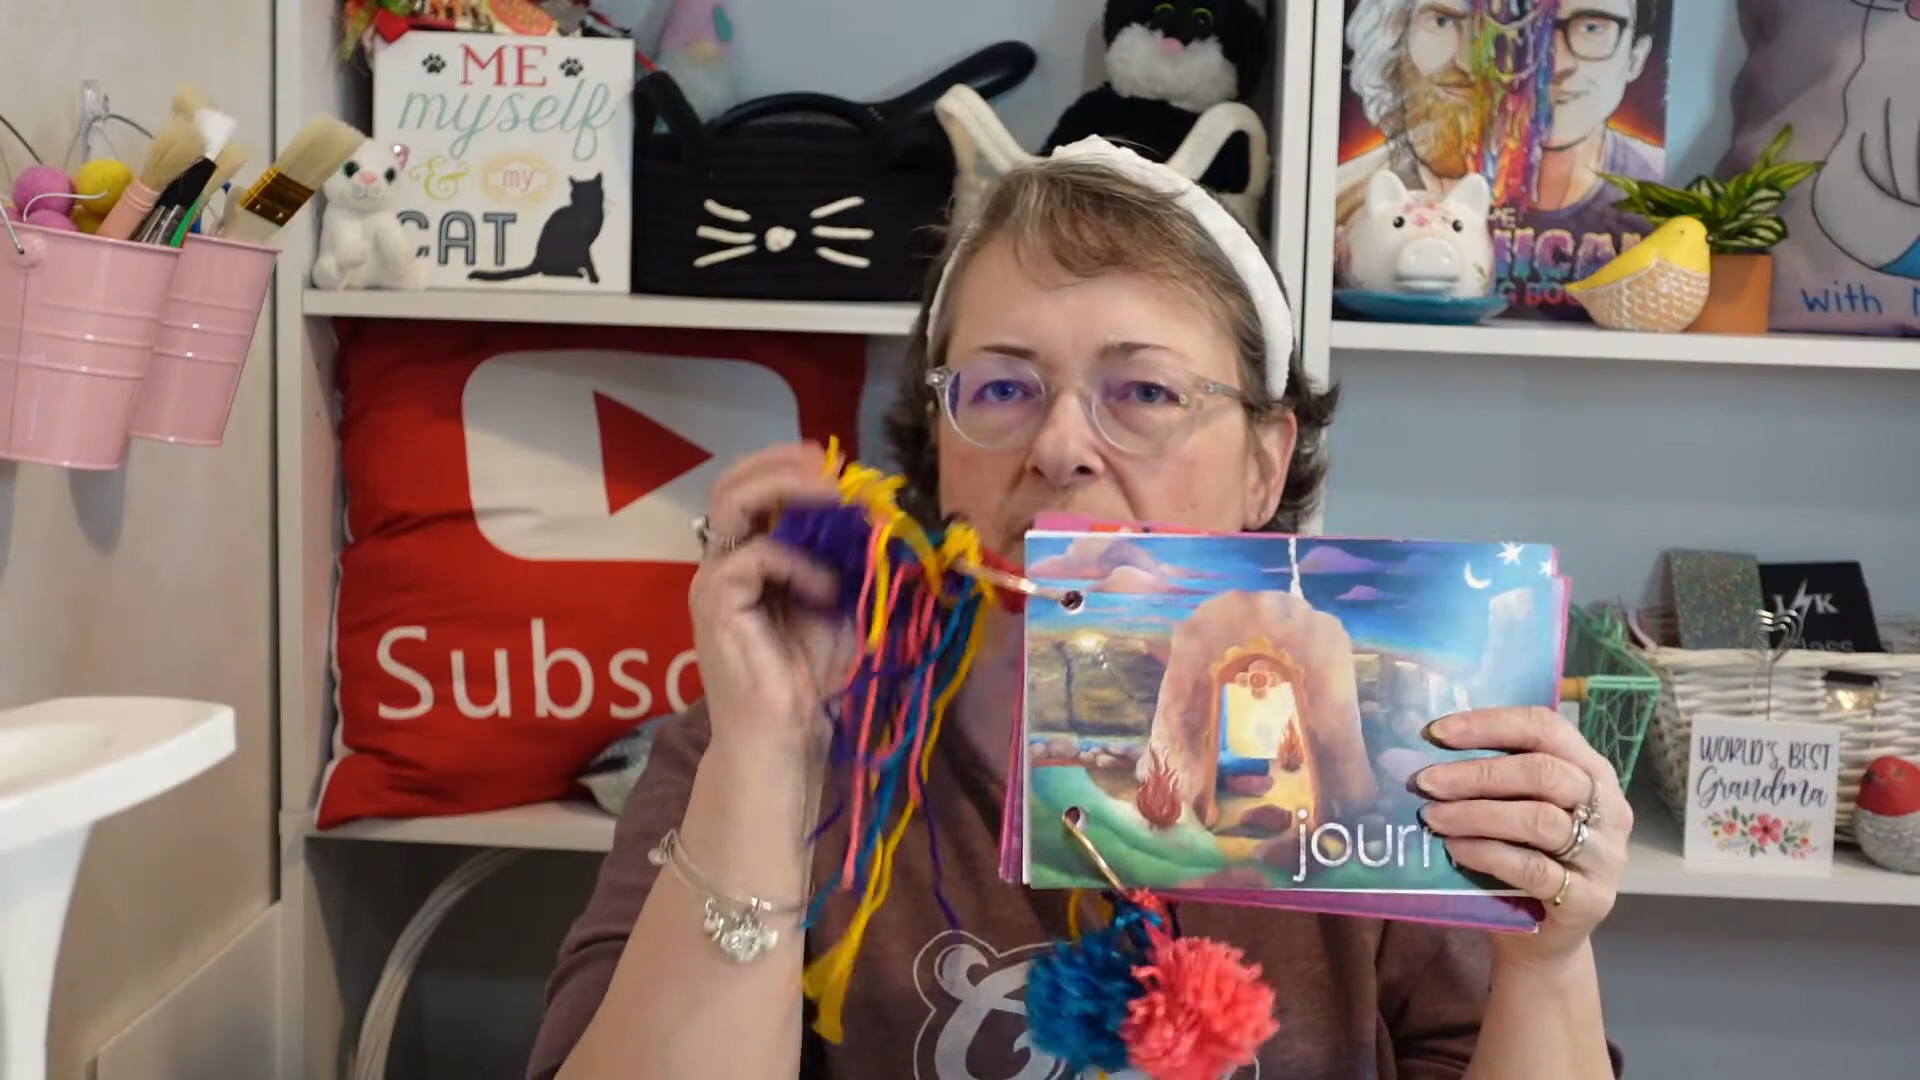 ME
myself
& my
CAT
Subsc
with
journ
WORLD'S BEST
Grandma